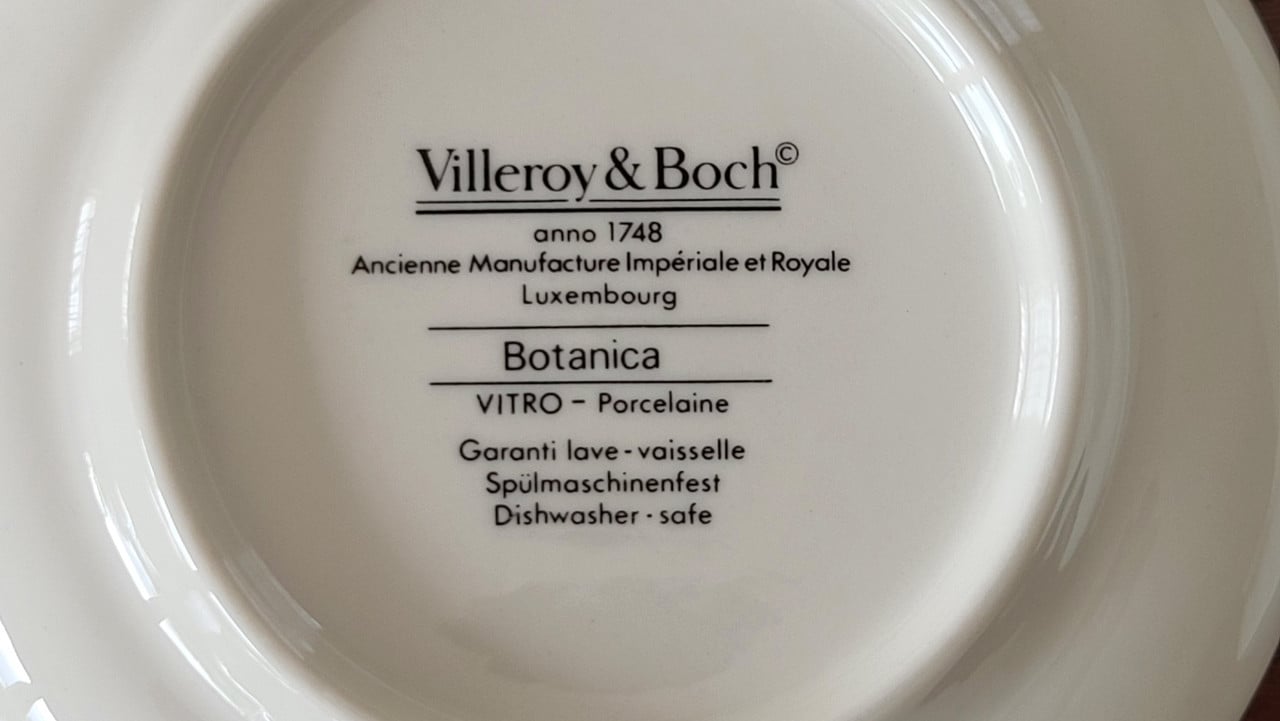 Villeroy & Boch©
anno 1748
Ancienne Manufacture Impériale et Royale
Luxembourg
Botanica
VITRO - Porcelaine
Garanti lave-vaisselle
Spülmaschinenfest
Dishwasher-safe